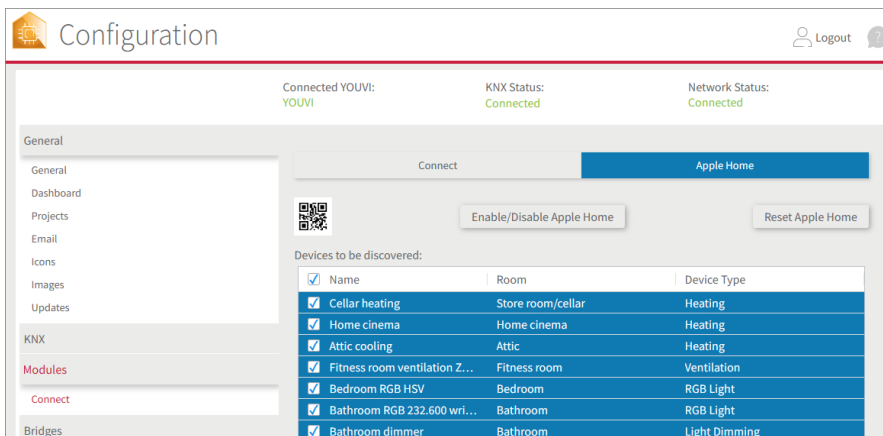 Configuration
Logout
?
Connected YOUVI:
YOUVI
KNX Status:
Connected
Network Status:
Connected
General
General
Dashboard
Projects
Email
Icons
Images
Updates
KNX
Modules
Connect
Bridges
Connect Apple Home
Enable/Disable Apple Home Reset Apple Home
Devices to be discovered:
Name Room Device Type
Cellar heating Store room/cellar Heating
Home cinema Home cinema Heating
Attic cooling Attic Heating
Fitness room ventilation Z... Fitness room Ventilation
Bedroom RGB HSV Bedroom RGB Light
Bathroom RGB 232.600 wri... Bathroom RGB Light
Bathroom dimmer Bathroom Light Dimming